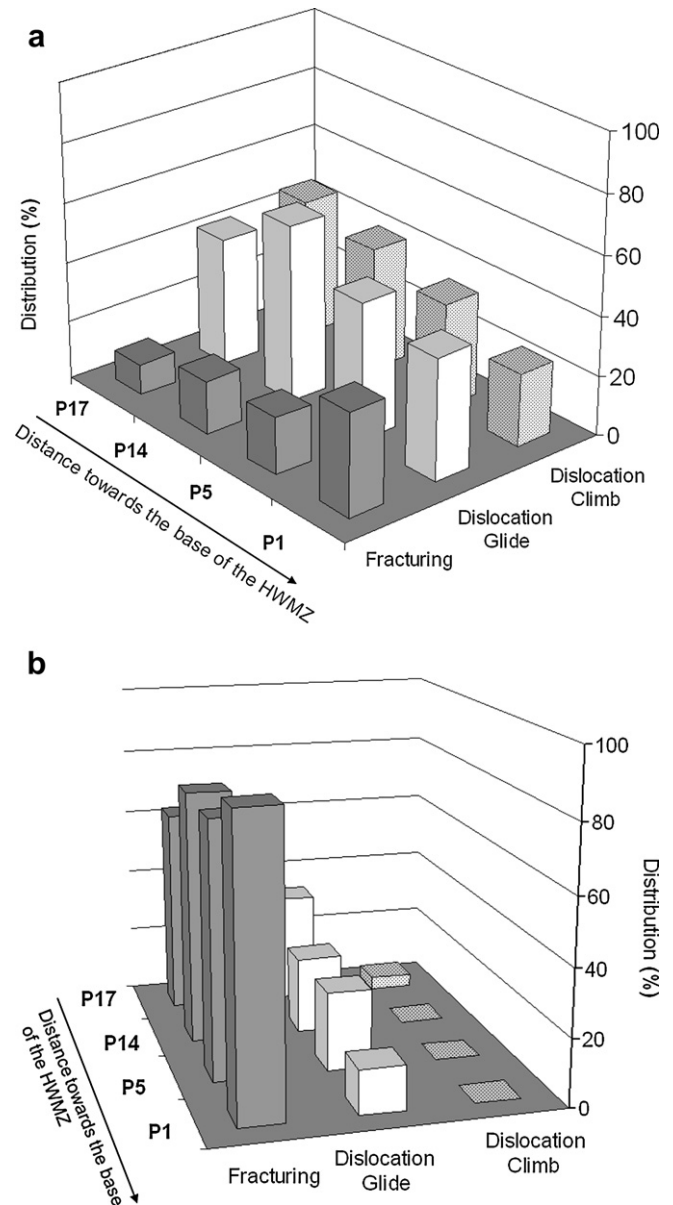 a
100
80
60
40
20
0
Distribution (%)
P17
P14
P5
P1
Distance towards the base of the HWMZ
Fracturing
Dislocation
Glide
Dislocation
Climb
b
100
80
60
40
20
0
Distribution (%)
P17
P14
P5
P1
Distance towards the base
of the HWMZ
Fracturing
Dislocation
Glide
Dislocation
Climb